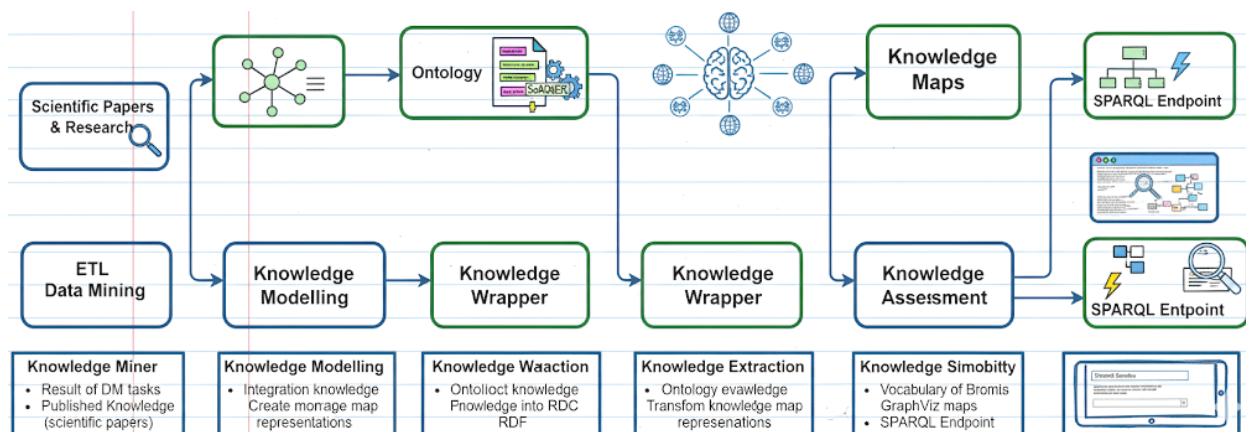 Scientific Papers
& Research
Ontology
SoAQIIER
Knowledge
Maps
SPARQL Endpoint
ETL
Data Mining
Knowledge
Modelling
Knowledge
Wrapper
Knowledge
Wrapper
Knowledge
Assessment
SPARQL Entpoint
Knowledge Miner
• Result of DM tasks
• Published Knowledge
(scientific papers)
Knowledge Modelling
• Integration knowledge
Create monage map
representations
Knowledge Waaction
• Ontolioct knowledge
Pnowledge into RDC
RDF
Knowledge Extraction
• Ontology evawledge
Transfom knowledge map
represenations
Knowledge Simobitty
• Vocabulary of Bromis
GraphViz maps
• SPARQL Endpoint